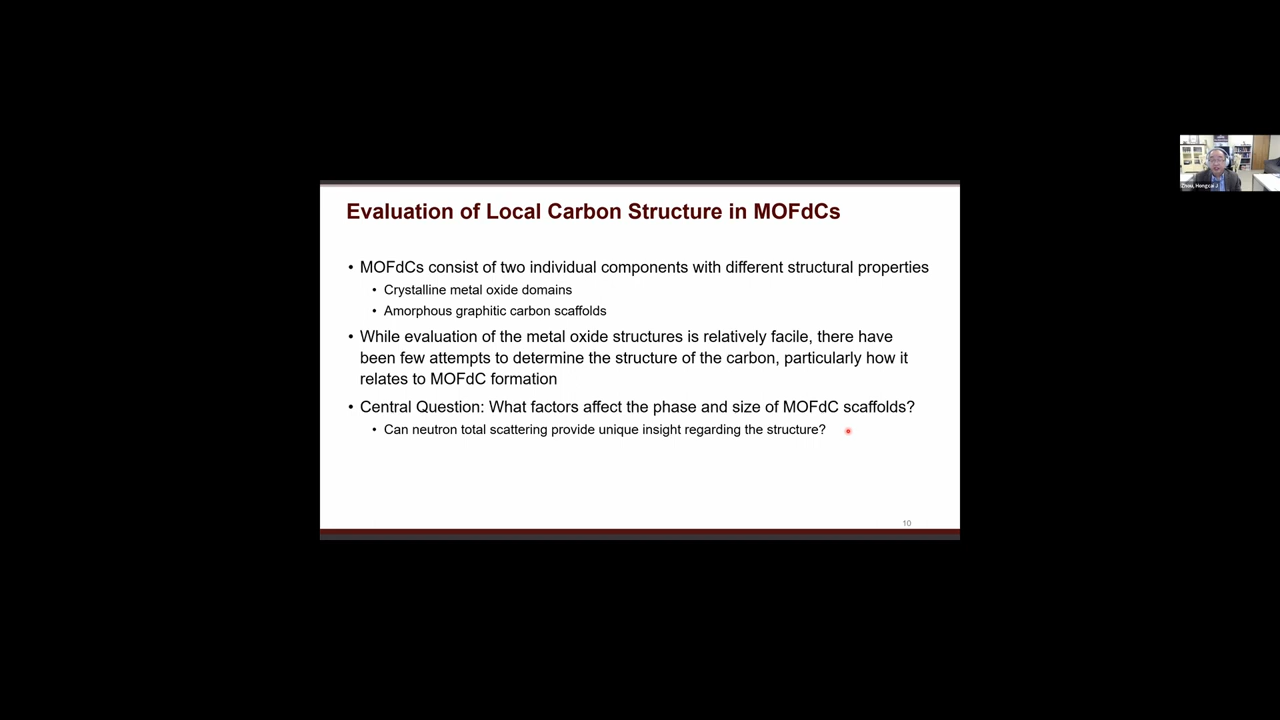 Evaluation of Local Carbon Structure in MOFdCs
• MOFdCs consist of two individual components with different structural properties
• Crystalline metal oxide domains
• Amorphous graphitic carbon scaffolds
• While evaluation of the metal oxide structures is relatively facile, there have
been few attempts to determine the structure of the carbon, particularly how it
relates to MOFdC formation
• Central Question: What factors affect the phase and size of MOFdC scaffolds?
• Can neutron total scattering provide unique insight regarding the structure?
10
Zhou, Hongcai J